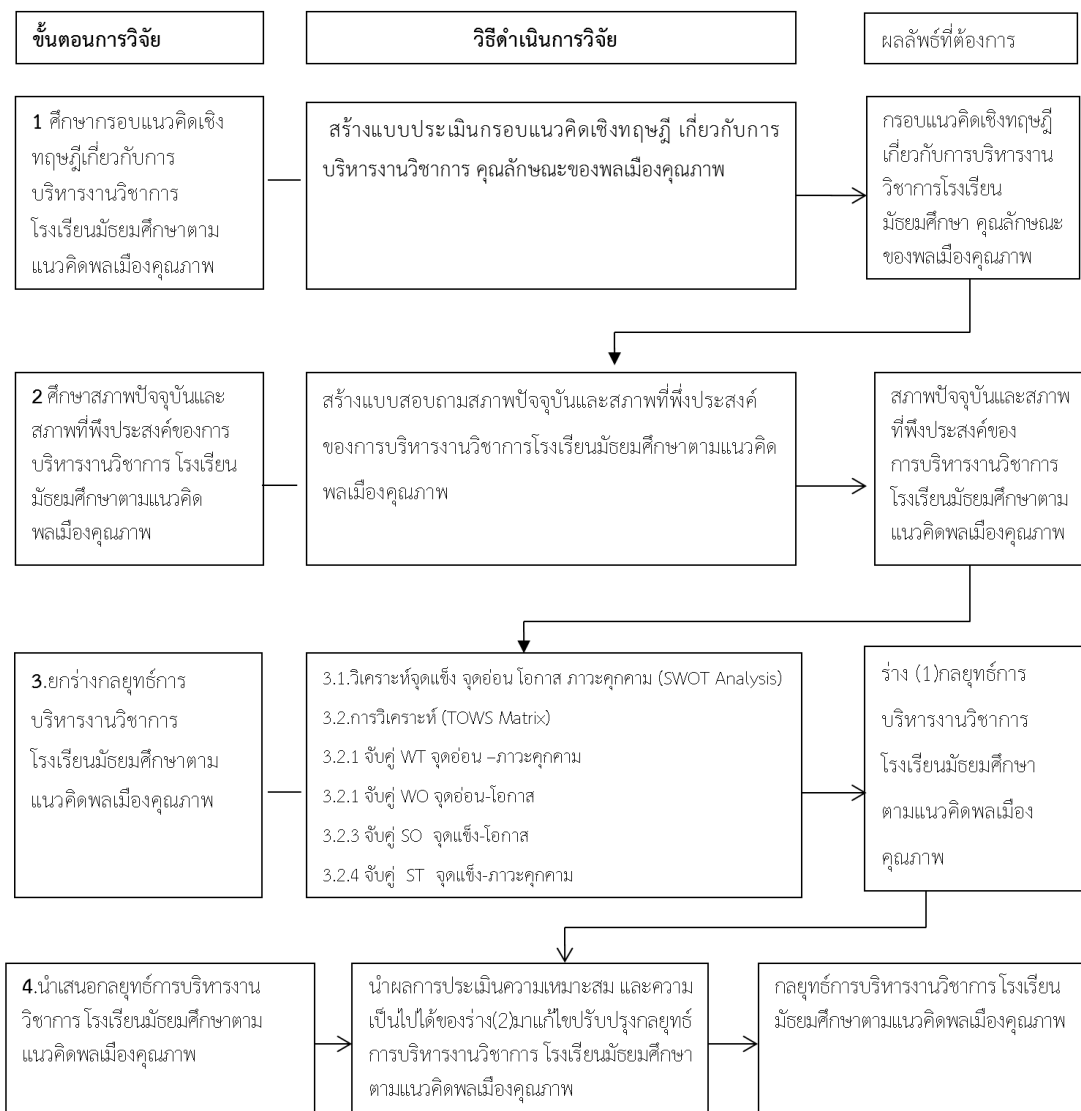 ขั้นตอนการวิจัย
วิธีดำเนินการวิจัย
ผลลัพธ์ที่ต้องการ
1 ศึกษากรอบแนวคิดเชิง
ทฤษฎีเกี่ยวกับการ
บริหารงานวิชาการ
โรงเรียนมัธยมศึกษาตาม
แนวคิดพลเมืองคุณภาพ
สร้างแบบประเมินกรอบแนวคิดเชิงทฤษฎี เกี่ยวกับการ
บริหารงานวิชาการ คุณลักษณะของพลเมืองคุณภาพ
กรอบแนวคิดเชิงทฤษฎี
เกี่ยวกับการบริหารงาน
วิชาการโรงเรียน
มัธยมศึกษา คุณลักษณะ
ของพลเมืองคุณภาพ
2 ศึกษาสภาพปัจจุบันและ
สภาพที่พึงประสงค์ของการ
บริหารงานวิชาการ โรงเรียน
มัธยมศึกษาตามแนวคิด
พลเมืองคุณภาพ
สร้างแบบสอบถามสภาพปัจจุบันและสภาพที่พึ่งประสงค์
ของการบริหารงานวิชาการโรงเรียนมัธยมศึกษาตามแนวคิด
พลเมืองคุณภาพ
สภาพปัจจุบันและสภาพ
ที่พึงประสงค์ของ
การบริหารงานวิชาการ
โรงเรียนมัธยมศึกษาตาม
แนวคิดพลเมืองคุณภาพ
3.ยกร่างกลยุทธ์การ
บริหารงานวิชาการ
โรงเรียนมัธยมศึกษาตาม
แนวคิดพลเมืองคุณภาพ
3.1.วิเคราะห์จุดแข็ง จุดอ่อน โอกาส ภาวะคุกคาม (SWOT Analysis)
3.2.การวิเคราะห์ (TOWS Matrix)
3.2.1 จับคู่ WT จุดอ่อน –ภาวะคุกคาม
3.2.1 จับคู่ WO จุดอ่อน-โอกาส
3.2.3 จับคู่ SO จุดแข็ง-โอกาส
3.2.4 จับคู่ ST จุดแข็ง-ภาวะคุกคาม
ร่าง (1)กลยุทธ์การ
บริหารงานวิชาการ
โรงเรียนมัธยมศึกษา
ตามแนวคิดพลเมือง
คุณภาพ
4.นำเสนอกลยุทธ์การบริหารงาน
วิชาการ โรงเรียนมัธยมศึกษาตาม
แนวคิดพลเมืองคุณภาพ
นำผลการประเมินความเหมาะสม และความ
เป็นไปได้ของร่าง(2)มาแก้ไขปรับปรุงกลยุทธ์
การบริหารงานวิชาการ โรงเรียนมัธยมศึกษา
ตามแนวคิดพลเมืองคุณภาพ
กลยุทธ์การบริหารงานวิชาการ โรงเรียน
มัธยมศึกษาตามแนวคิดพลเมืองคุณภาพ